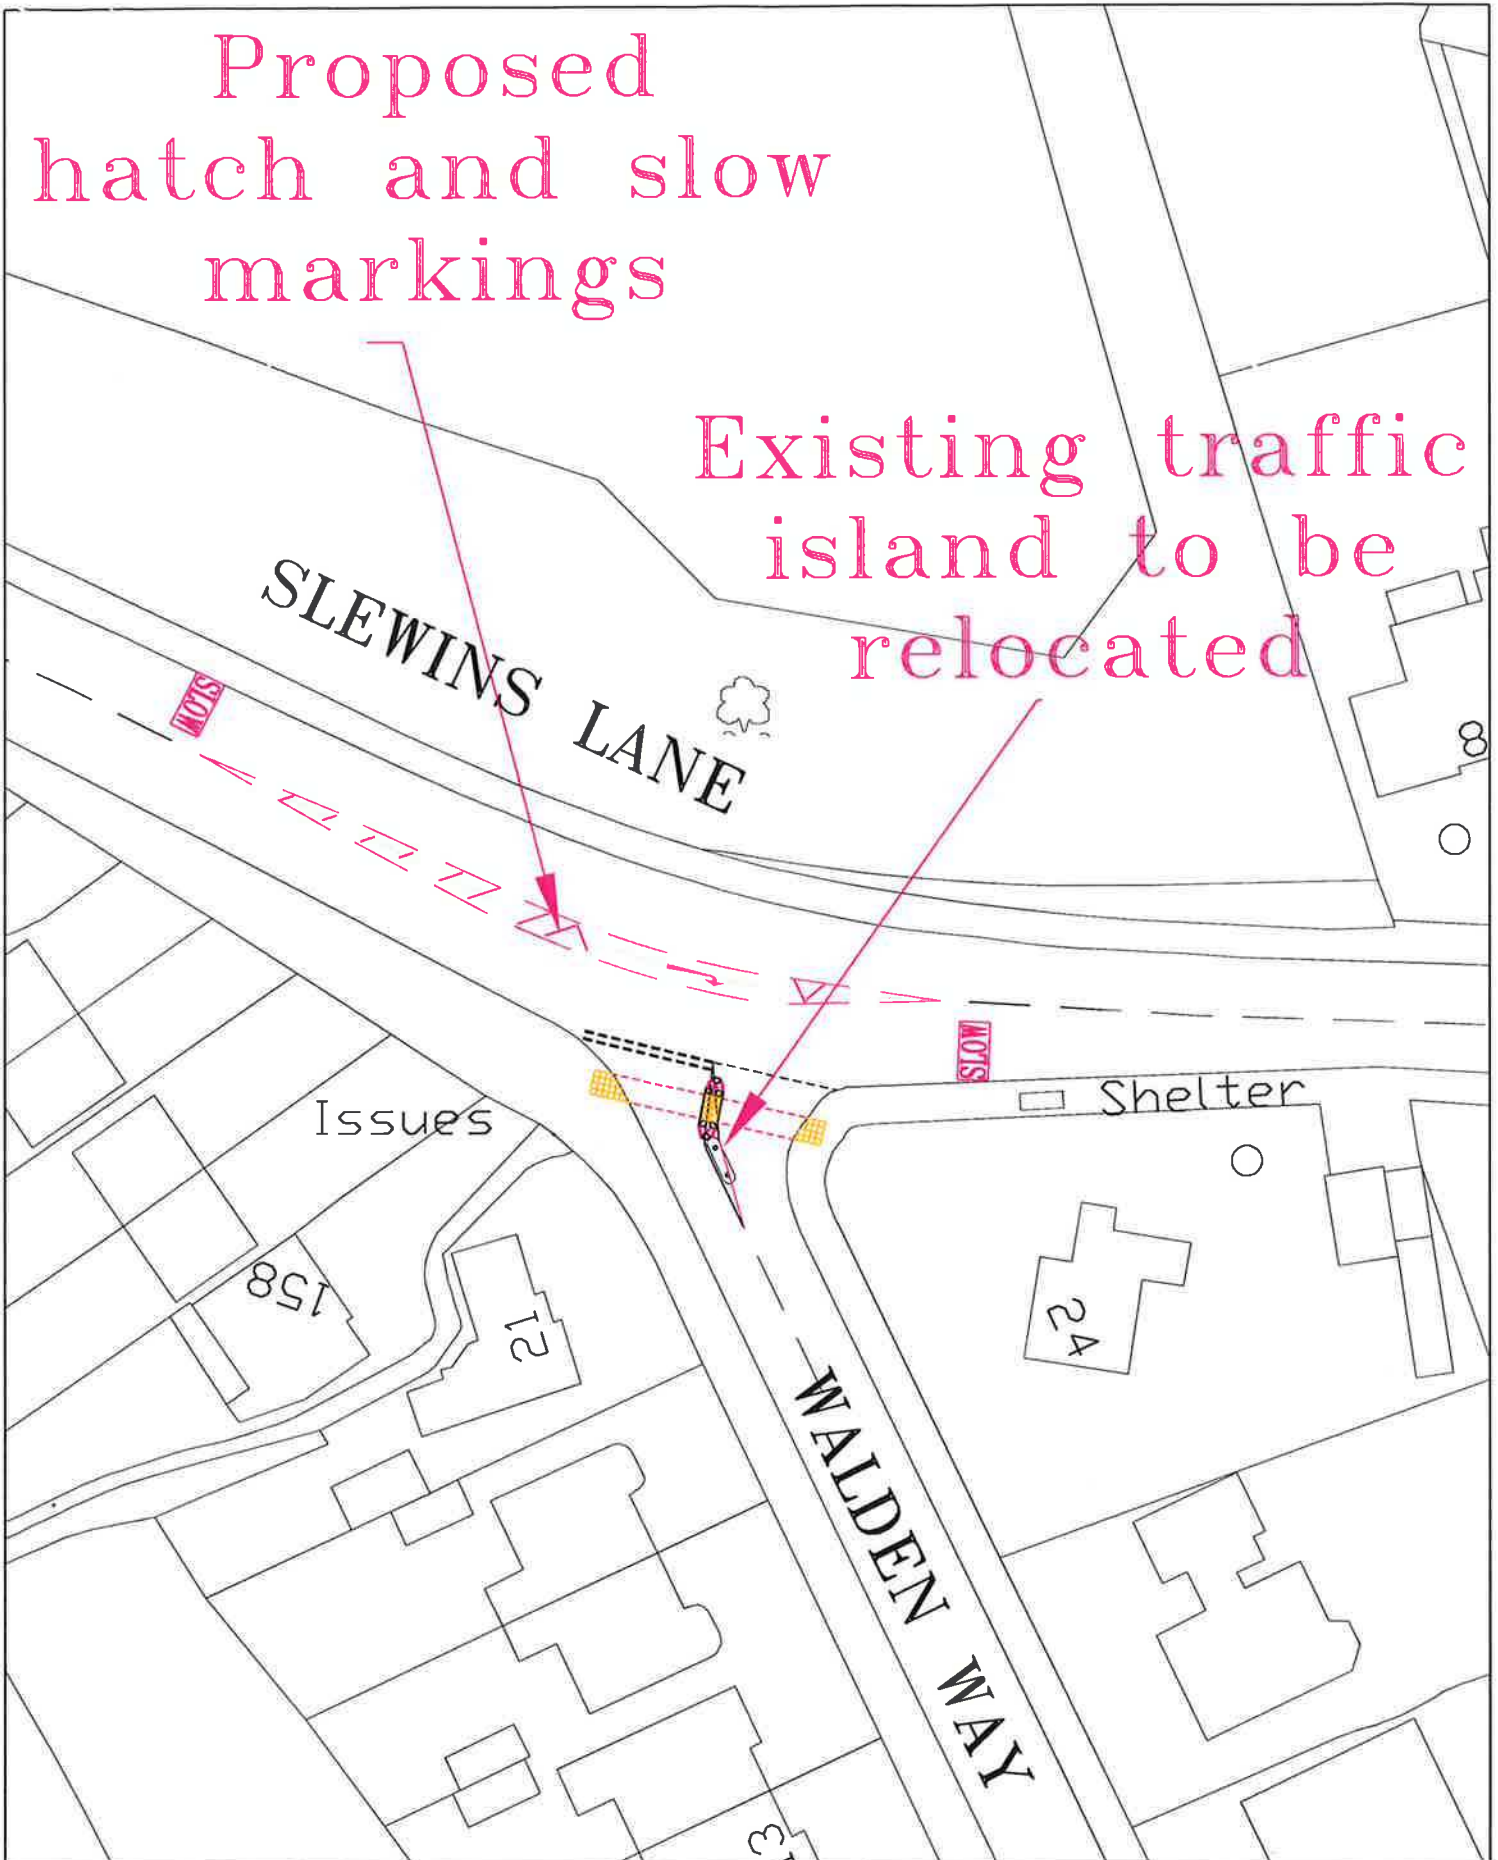 Proposed
hatch and slow
markings
Existing traffic
island to be
relocated
SLEWINS LANE
SLOW
8
SLOW
Shelter
Issues
158
21
24
WALDEN WAY